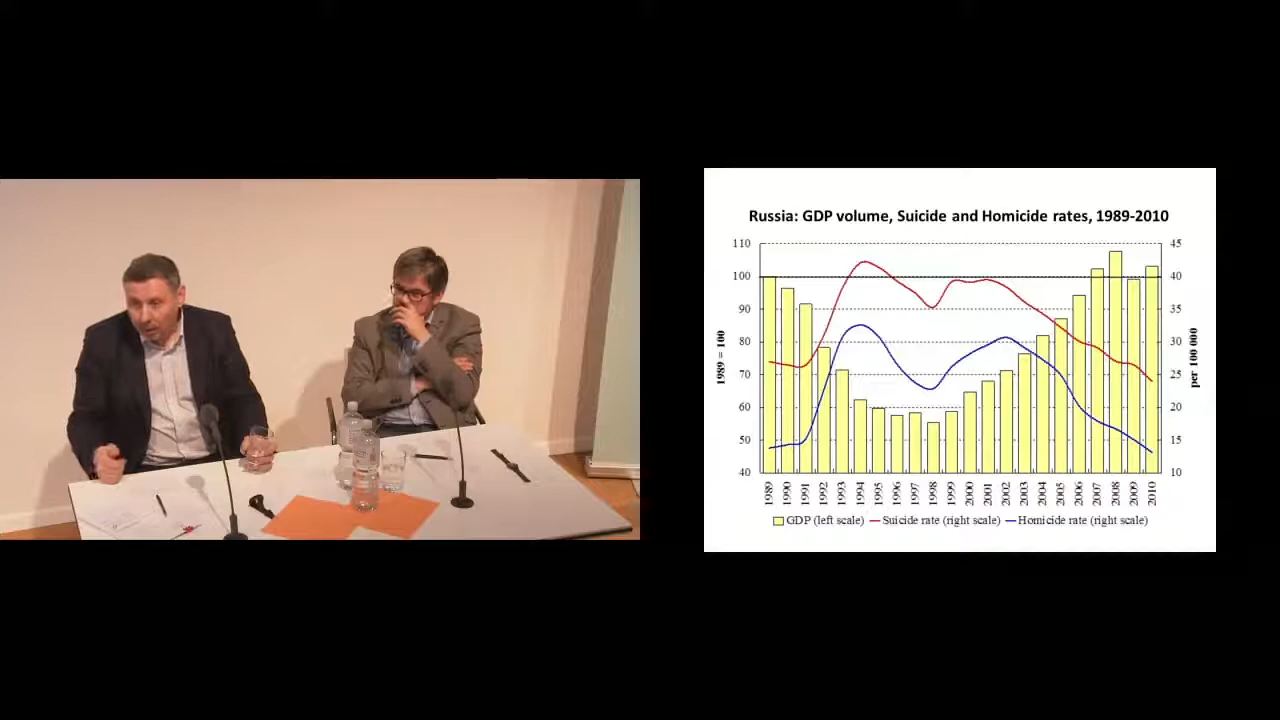 Russia: GDP volume, Suicide and Homicide rates, 1989-2010
110 45
100 40
90 35
80 30
70 25
60 20
50 15
40 10
1989 = 100
per 100 000
1989 1990 1991 1992 1993 1994 1995 1996 1997 1998 1999 2000 2001 2002 2003 2004 2005 2006 2007 2008 2009 2010
GDP (left scale) Suicide rate (right scale) Homicide rate (right scale)